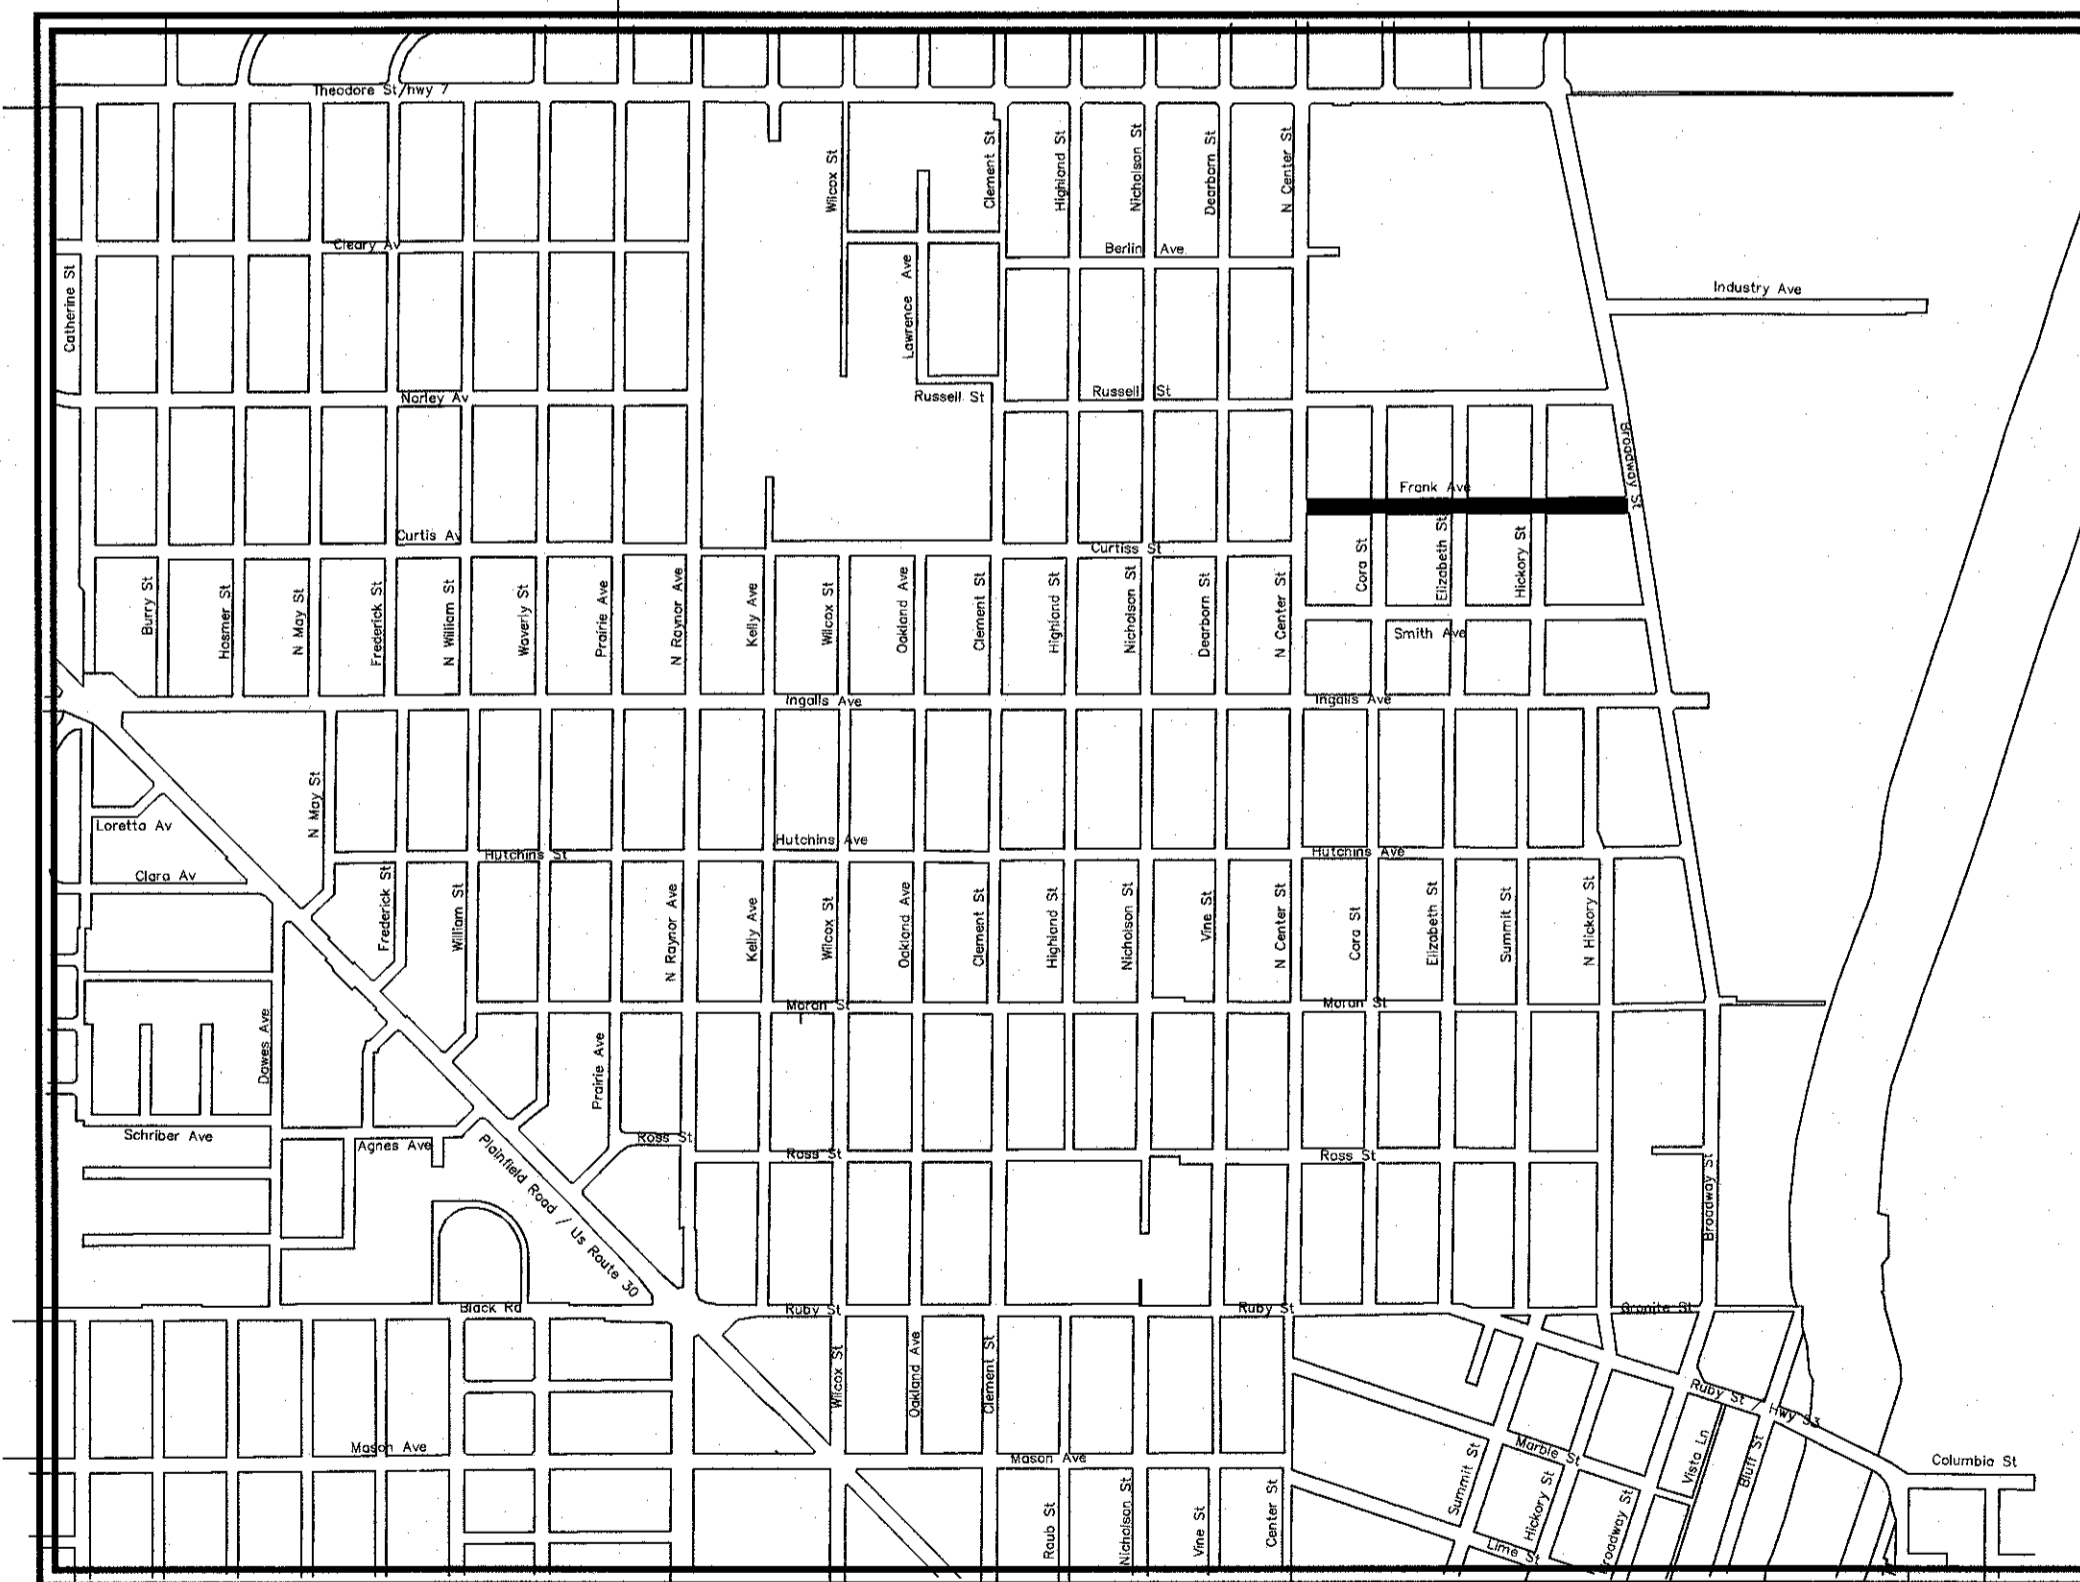 Theodore St/hwy 7
Wilcox St
Clement St
Highland St
Nicholson St
Dearborn St
N Center St
Cleary Av
Berlin Ave
Catherine St
Lawrence Ave
Industry Ave
Norley Av
Russell St
Russell St
Broadway St
Frank Ave
Curtis Av
Curtiss St
Burry St
Hosmer St
N May St
Frederick St
N William St
Waverly St
Prairie Ave
N Raynor Ave
Kelly Ave
Wilcox St
Oakland Ave
Clement St
Highland St
Nicholson St
Dearborn St
N Center St
Cora St
Elizabeth St
Hickory St
Smith Ave
Ingalls Ave
Ingalls Ave
N May St
Loretta Av
Hutchins St
Hutchins Ave
Hutchins Ave
Clara Av
Frederick St
William St
N Raynor Ave
Kelly Ave
Wilcox St
Oakland Ave
Clement St
Highland St
Nicholson St
Vine St
N Center St
Cora St
Elizabeth St
Summit St
N Hickory St
Moran St
Moran St
Dawes Ave
Prairie Ave
Schriber Ave
Agnes Ave
Ross St
Ross St
Ross St
Broadway St
Plainfield Road / Us Route 30
Black Rd
Ruby St
Ruby St
Granite St
Wilcox St
Oakland Ave
Clement St
Ruby St / Hwy 53
Mason Ave
Mason Ave
Marble St
Vista Ln
Bluff St
Columbia St
Summit St
Hickory St
Broadway St
Raub St
Nicholson St
Vine St
Center St
Lime St